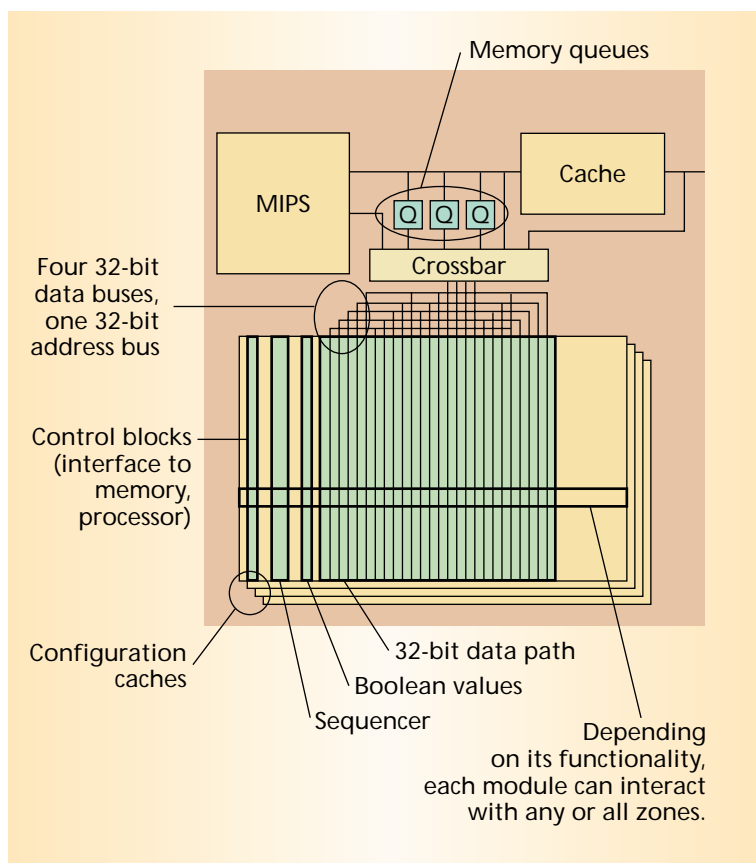 Memory queues
MIPS
Cache
Q Q Q
Crossbar
Four 32-bit
data buses,
one 32-bit
address bus
Control blocks
(interface to
memory,
processor)
Configuration
caches
32-bit data path
Boolean values
Sequencer
Depending
on its functionality,
each module can interact
with any or all zones.